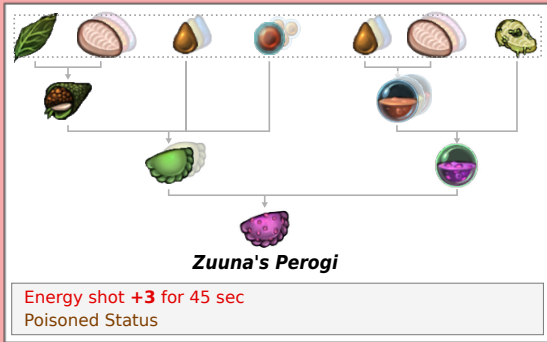 Zuuna's Perogi
Energy shot +3 for 45 sec
Poisoned Status